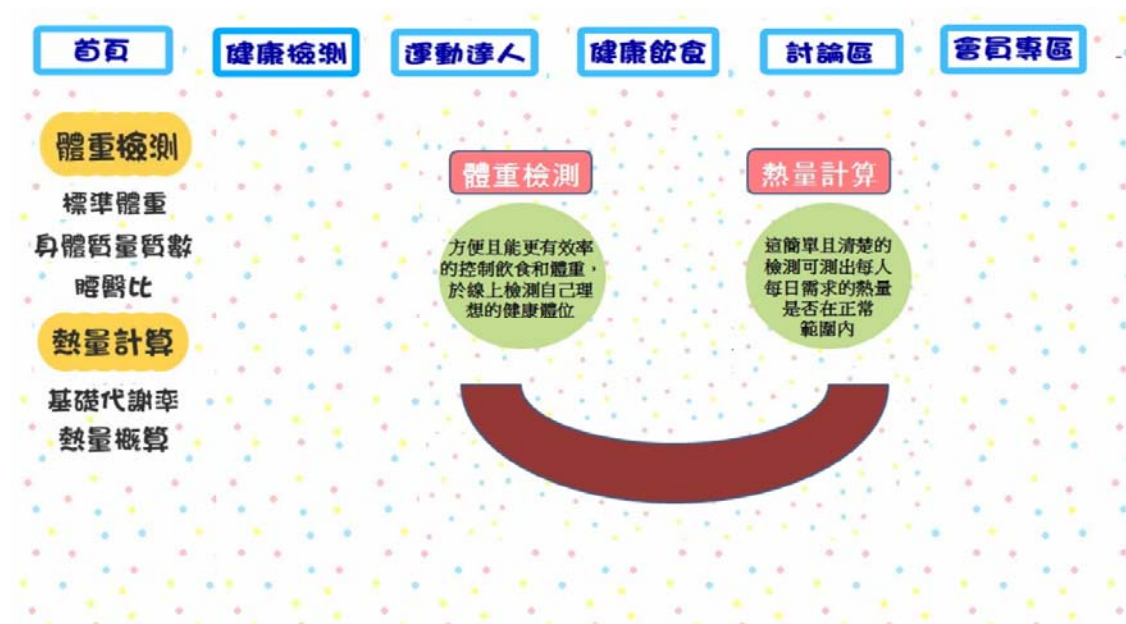 首頁
健康檢測
運動達人
健康飲食
討論區
會員專區
體重檢測
標準體重
身體質量質數
腰臀比
熱量計算
基礎代謝率
熱量概算
體重檢測
方便且能更有效率
的控制飲食和體重，
於線上檢測自己理
想的健康體位
熱量計算
這簡單且清楚的
檢測可測出每人
每日需求的熱量
是否在正常
範圍內